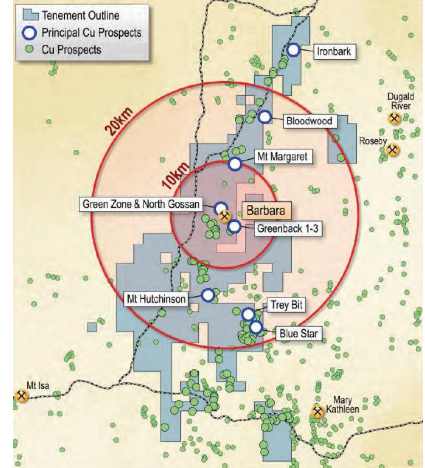 Tenement Outline
Principal Cu Prospects
Cu Prospects
Ironbark
20km
Dugald
River
Bloodwood
Roseby
Mt Margaret
10km
Green Zone & North Gossan
Barbara
Greenback 1-3
Mt Hutchinson
Trey Bit
Blue Star
Mt Isa
Mary
Kathleen